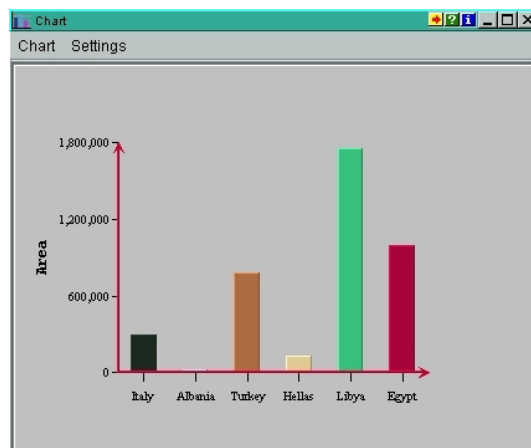 Chart
Chart Settings
1,800,000
1,200,000
Area
600,000
0
Italy Albania Turkey Hellas Libya Egypt